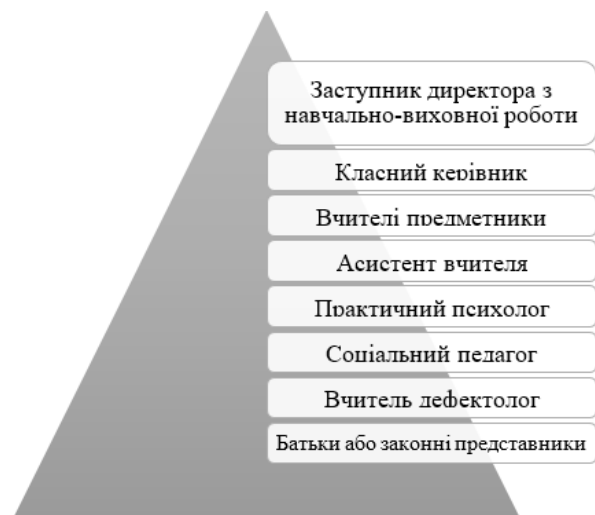 Заступник директора з
навчально-виховної роботи
Класний керівник
Вчителі предметники
Асистент вчителя
Практичний психолог
Соціальний педагог
Вчитель дефектолог
Батьки або законні представники